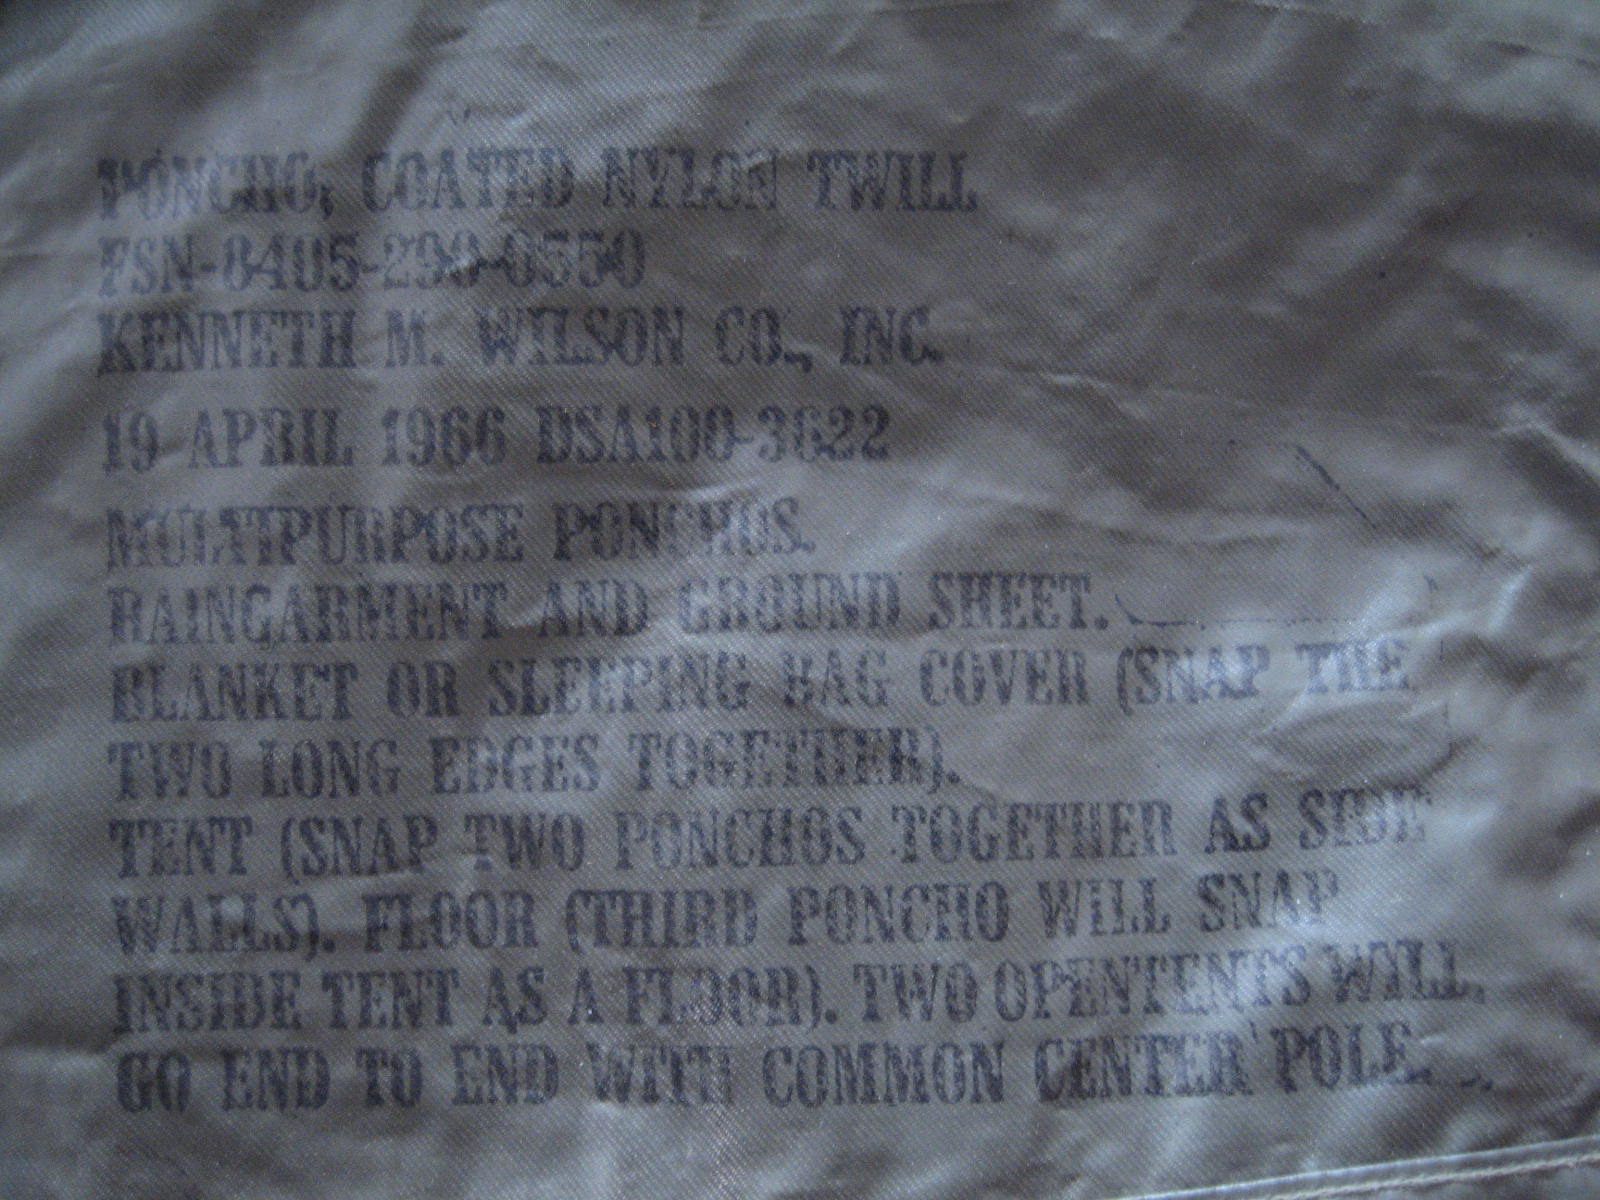 PONCHO, COATED NYLON TWILL
FSN-8405-290-0550
KENNETH M. WILSON CO., INC.
19 APRIL 1966 DSA100-3622
MULTIPURPOSE PONCHOS.
RAINGARMENT AND GROUND SHEET.
BLANKET OR SLEEPING BAG COVER (SNAP THE
TWO LONG EDGES TOGETHER).
TENT (SNAP TWO PONCHOS TOGETHER AS SIDE
WALLS). FLOOR (THIRD PONCHO WILL SNAP
INSIDE TENT AS A FLOOR). TWO OPENTENTS WILL
GO END TO END WITH COMMON CENTER POLE.